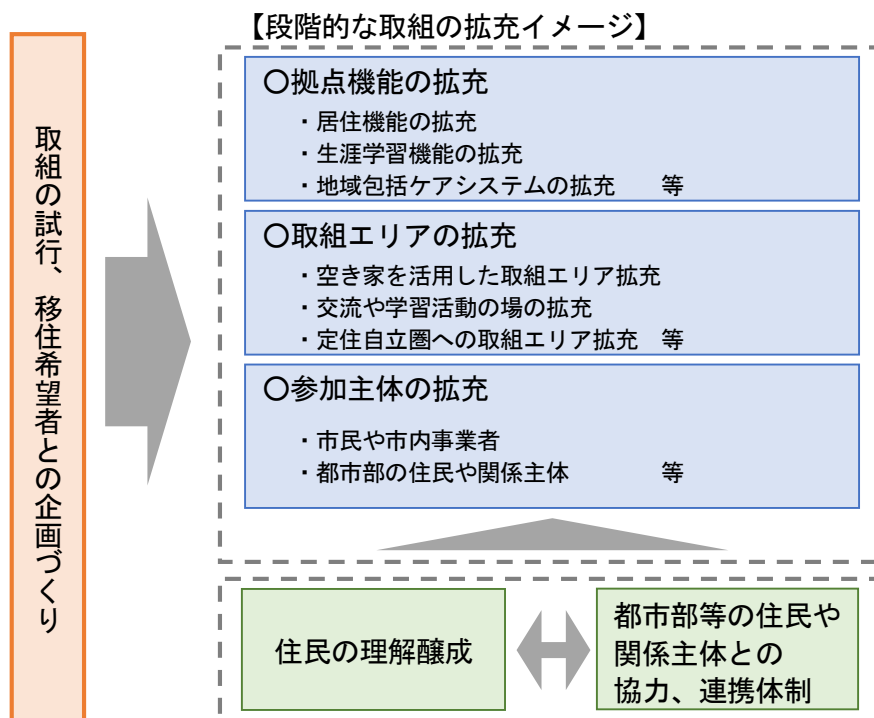 【段階的な取組の拡充イメージ】
取組の試行、移住希望者との企画づくり
〇拠点機能の拡充
・居住機能の拡充
・生涯学習機能の拡充
・地域包括ケアシステムの拡充　等
〇取組エリアの拡充
・空き家を活用した取組エリア拡充
・交流や学習活動の場の拡充
・定住自立圏への取組エリア拡充　等
〇参加主体の拡充
・市民や市内事業者
・都市部の住民や関係主体　等
住民の理解醸成
都市部等の住民や
関係主体との
協力、連携体制